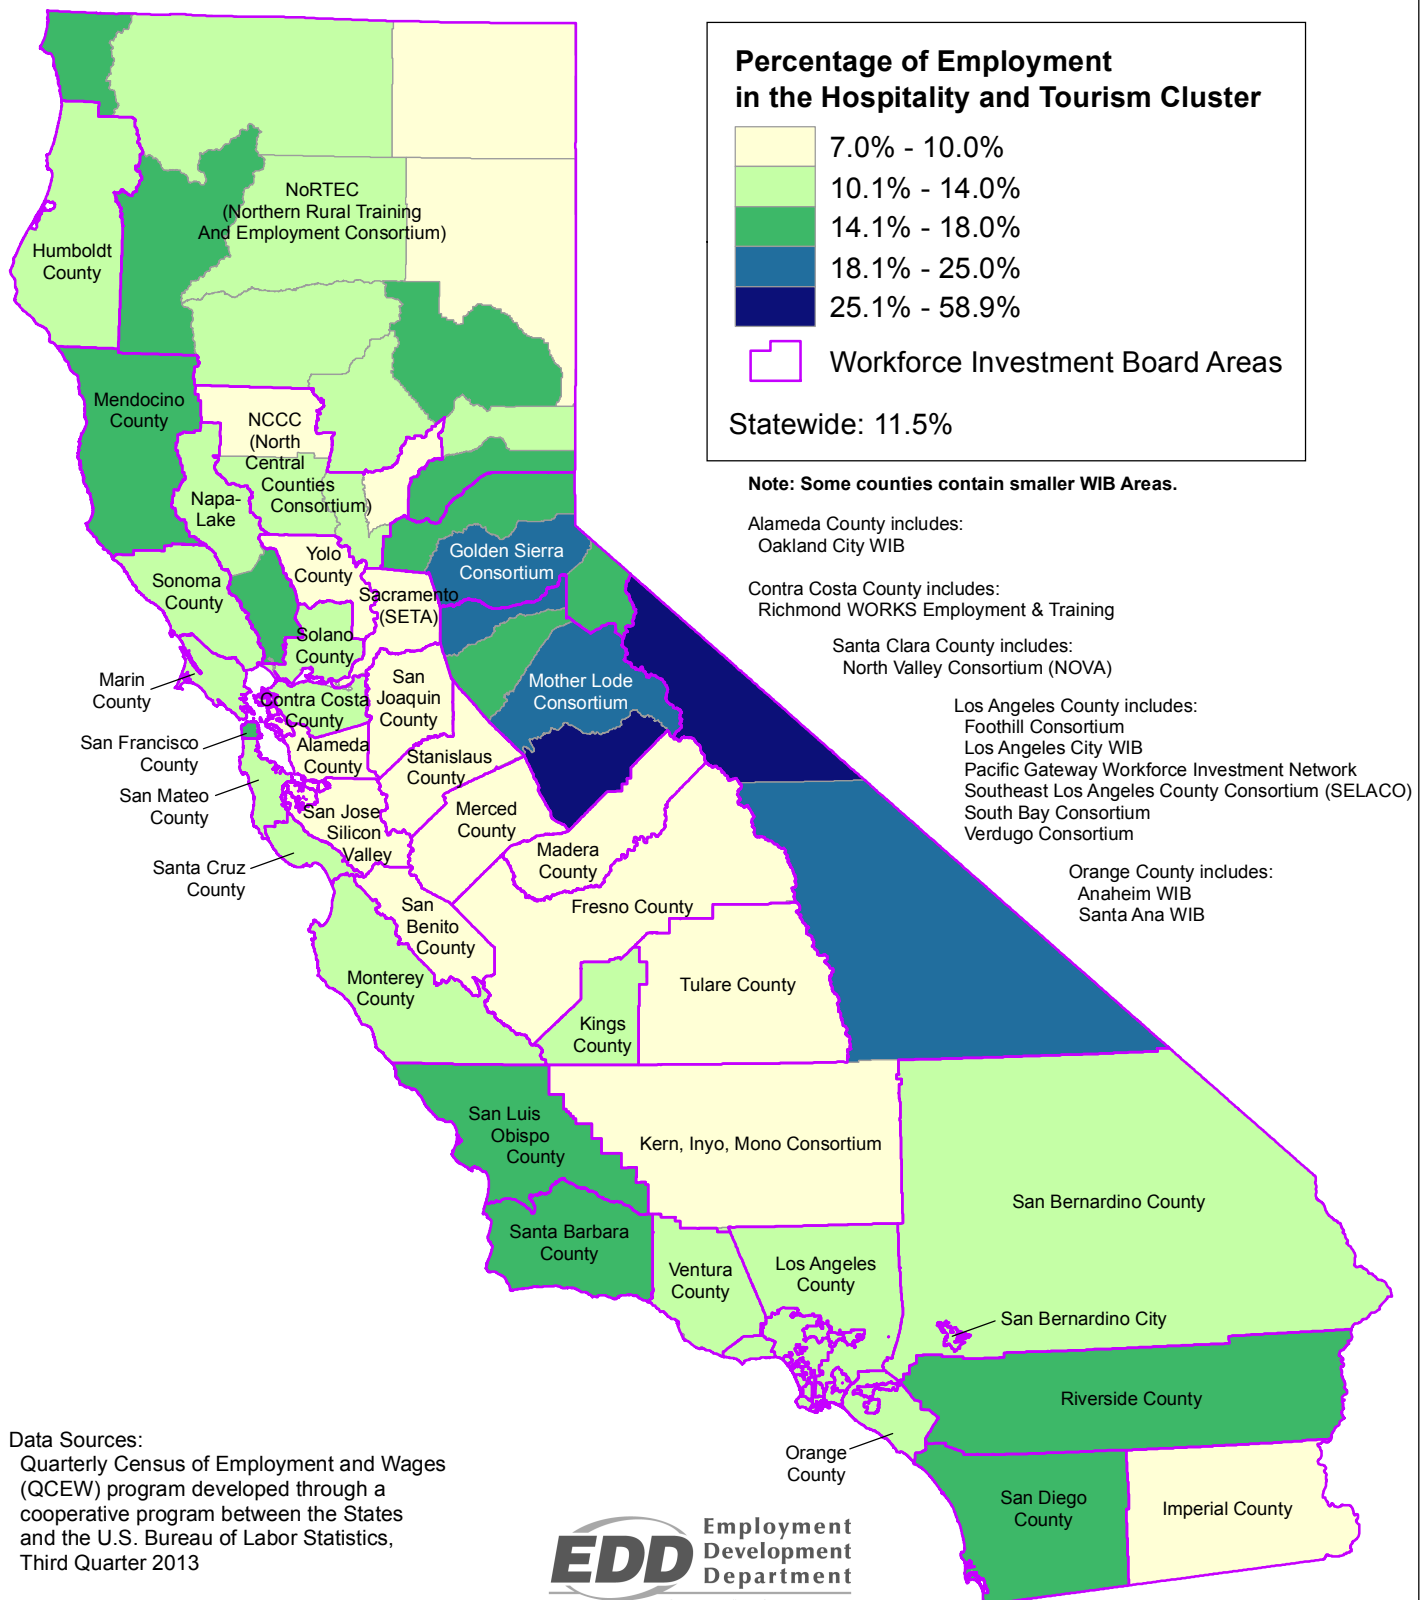 Percentage of Employment
in the Hospitality and Tourism Cluster
7.0% - 10.0%
10.1% - 14.0%
14.1% - 18.0%
18.1% - 25.0%
25.1% - 58.9%
Workforce Investment Board Areas
Statewide: 11.5%
Note: Some counties contain smaller WIB Areas.
Alameda County includes:
Oakland City WIB
Contra Costa County includes:
Richmond WORKS Employment & Training
Santa Clara County includes:
North Valley Consortium (NOVA)
Los Angeles County includes:
Foothill Consortium
Los Angeles City WIB
Pacific Gateway Workforce Investment Network
Southeast Los Angeles County Consortium (SELACO)
South Bay Consortium
Verdugo Consortium
Orange County includes:
Anaheim WIB
Santa Ana WIB
NoRTEC
(Northern Rural Training
And Employment Consortium)
Humboldt
County
Mendocino
County
NCCC
(North
Central
Counties
Consortium)
Napa-
Lake
Yolo
County
Golden Sierra
Consortium
Sonoma
County
Sacramento
(SETA)
Solano
County
Marin
County
San
Joaquin
County
Mother Lode
Consortium
Contra Costa
County
San Francisco
County
Alameda
County
Stanislaus
County
San Mateo
County
San Jose
Silicon
Valley
Merced
County
Santa Cruz
County
Madera
County
San
Benito
County
Fresno County
Monterey
County
Tulare County
Kings
County
San Luis
Obispo
County
Kern, Inyo, Mono Consortium
San Bernardino County
Santa Barbara
County
Ventura
County
Los Angeles
County
San Bernardino City
Riverside County
Orange
County
San Diego
County
Imperial County
Data Sources:
Quarterly Census of Employment and Wages
(QCEW) program developed through a
cooperative program between the States
and the U.S. Bureau of Labor Statistics,
Third Quarter 2013
EDD
Employment
Development
Department